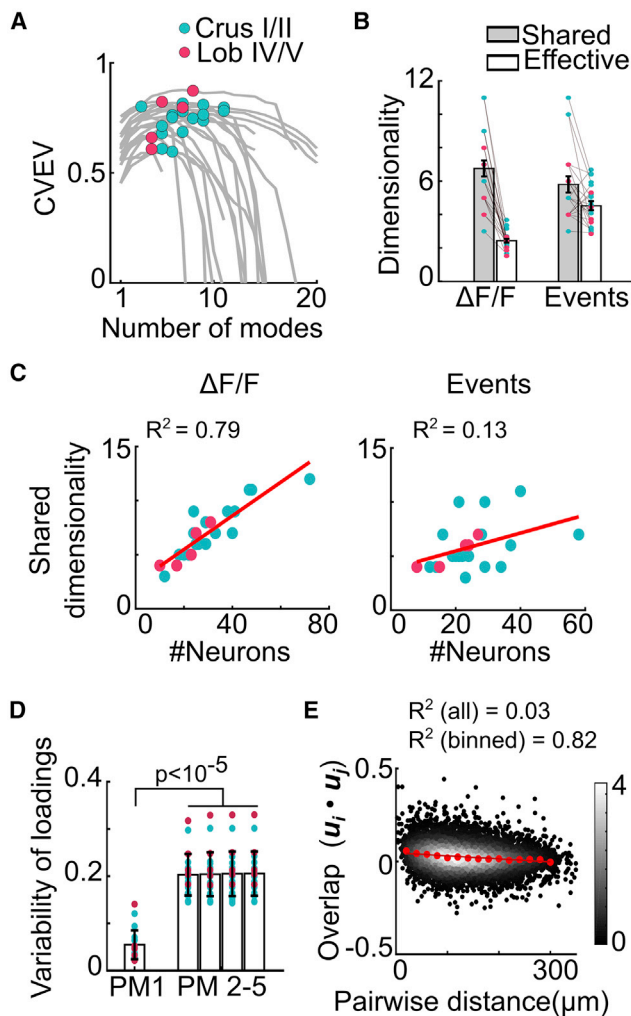 A
Crus I/II
Lob IV/V
CVEV
1
0.5
0
1
10
20
Number of modes
B
Shared
Effective
Dimensionality
12
6
2
ΔF/F
Events
C
ΔF/F
Events
R² = 0.79
R² = 0.13
Shared
dimensionality
15
0
0
40
80
#Neurons
15
0
0
20
40
60
#Neurons
D
Variability of loadings
p<10⁻⁵
0.4
0.2
0
PM1
PM 2-5
E
R² (all) = 0.03
R² (binned) = 0.82
Overlap (uᵢ • uⱼ)
0.5
0
-0.5
0
300
Pairwise distance(μm)
4
0